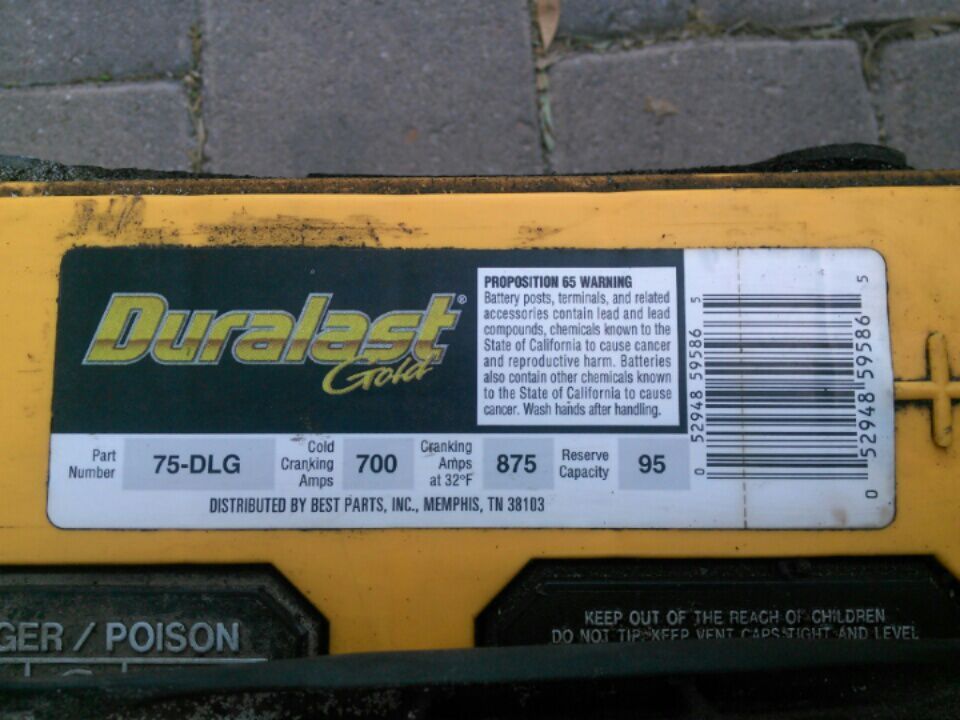 Duralast®
Gold
PROPOSITION 65 WARNING
Battery posts, terminals, and related
accessories contain lead and lead
compounds, chemicals known to the
State of California to cause cancer
and reproductive harm. Batteries
also contain other chemicals known
to the State of California to cause
cancer. Wash hands after handling.
0 52948 59586 5
0 52948 59586 5
Part
Number
75-DLG
Cold
Cranking
Amps
700
Cranking
Amps
at 32°F
875
Reserve
Capacity
95
DISTRIBUTED BY BEST PARTS, INC., MEMPHIS, TN 38103
GER / POISON
KEEP OUT OF THE REACH OF CHILDREN
DO NOT TIP KEEP VENT CAPS TIGHT AND LEVEL